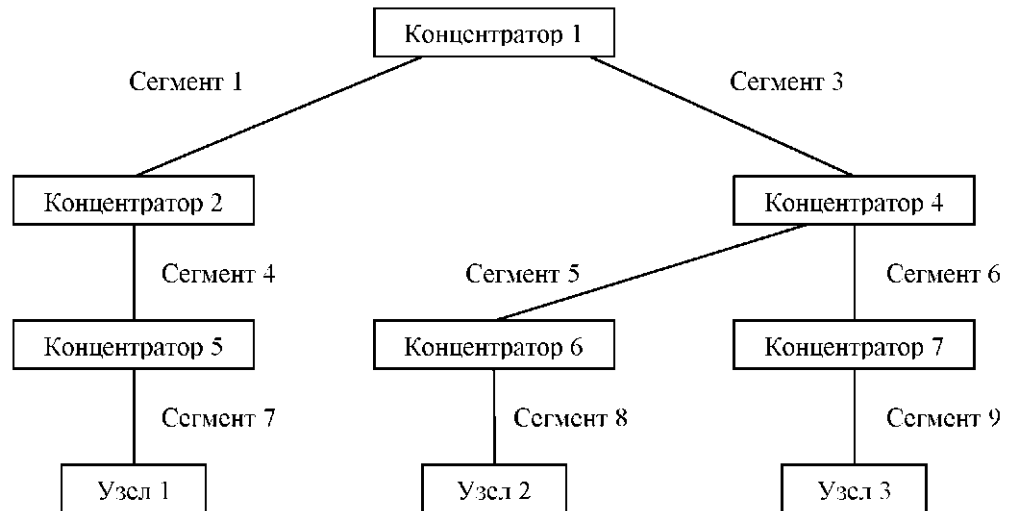 Концентратор 1
Сегмент 1
Сегмент 3
Концентратор 2
Концентратор 4
Сегмент 4
Сегмент 5
Сегмент 6
Концентратор 5
Концентратор 6
Концентратор 7
Сегмент 7
Сегмент 8
Сегмент 9
Узел 1
Узел 2
Узел 3